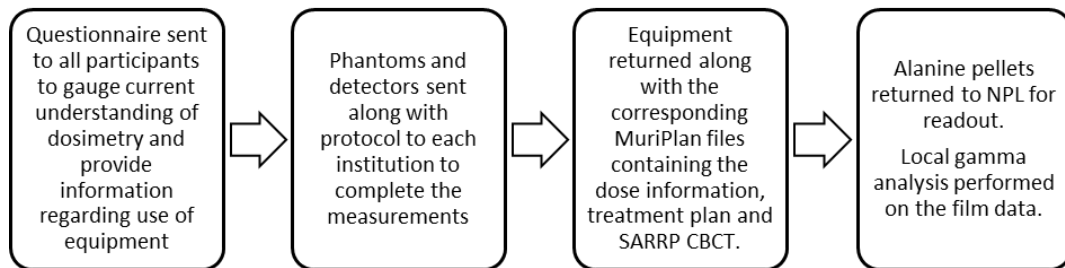 Questionnaire sent
to all participants
to gauge current
understanding of
dosimetry and
provide
information
regarding use of
equipment
Phantoms and
detectors sent
along with
protocol to each
institution to
complete the
measurements
Equipment
returned along
with the
corresponding
MuriPlan files
containing the
dose information,
treatment plan and
SARRP CBCT.
Alanine pellets
returned to NPL for
readout.
Local gamma
analysis performed
on the film data.